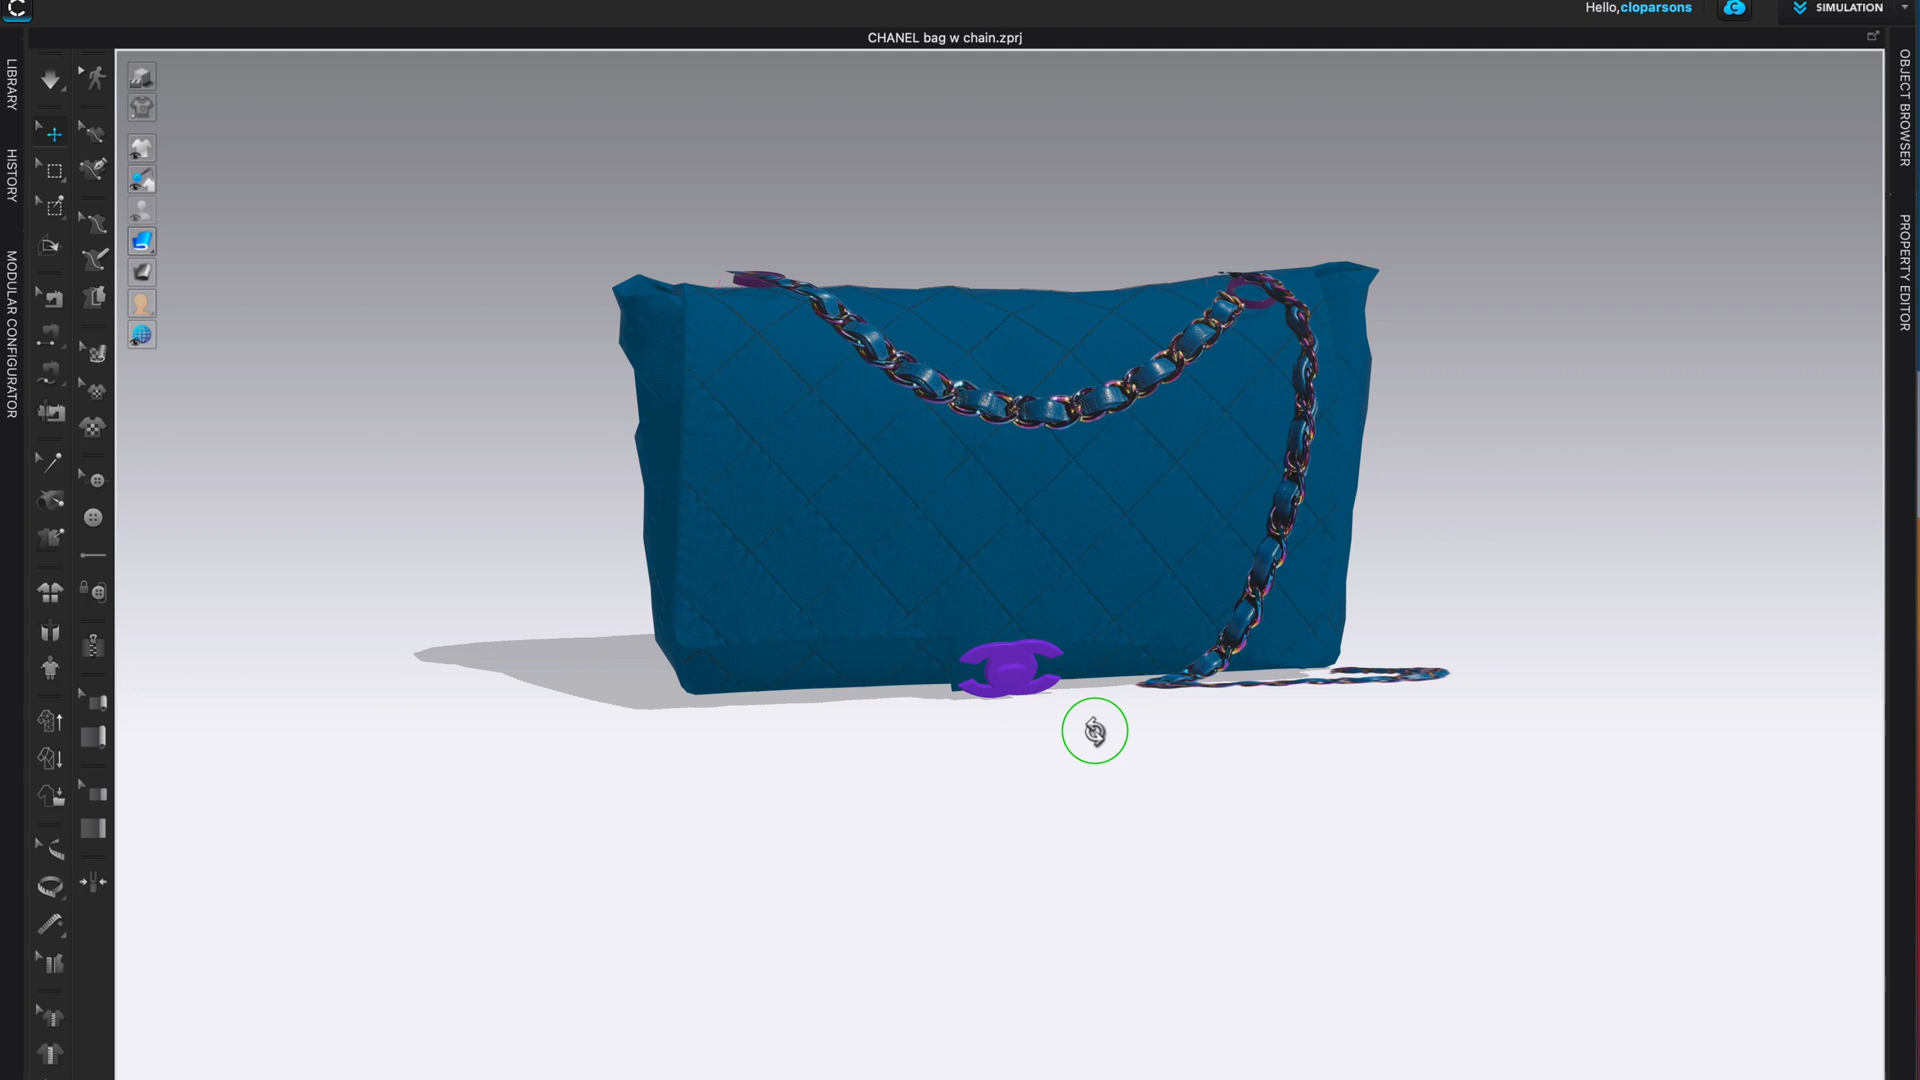 Hello,cloparsons
SIMULATION
CHANEL bag w chain.zprj
LIBRARY
HISTORY
MODULAR CONFIGURATOR
OBJECT BROWSER
PROPERTY EDITOR